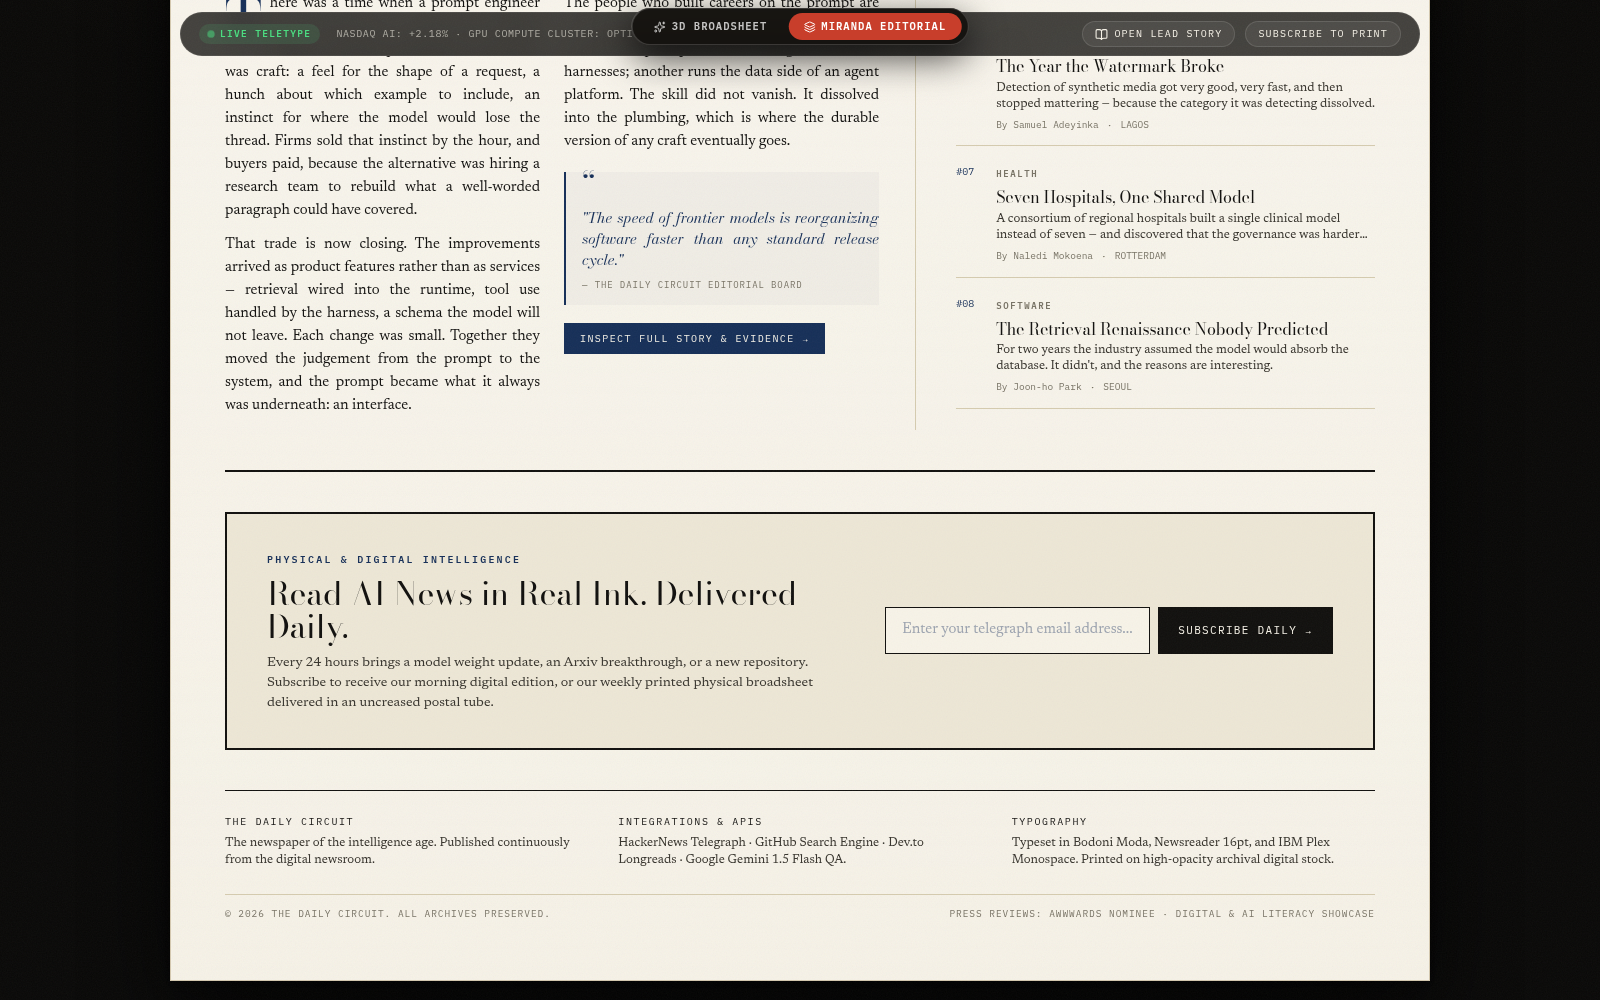 here was a time when a prompt engineer
The people who built careers on the prompt are
LIVE TELETYPE
NASDAQ AI: +2.18% · GPU COMPUTE CLUSTER: OPTI
3D BROADSHEET
MIRANDA EDITORIAL
OPEN LEAD STORY
SUBSCRIBE TO PRINT
was craft: a feel for the shape of a request, a
hunch about which example to include, an
instinct for where the model would lose the
thread. Firms sold that instinct by the hour, and
buyers paid, because the alternative was hiring a
research team to rebuild what a well-worded
paragraph could have covered.
That trade is now closing. The improvements
arrived as product features rather than as services
— retrieval wired into the runtime, tool use
handled by the harness, a schema the model will
not leave. Each change was small. Together they
moved the judgement from the prompt to the
system, and the prompt became what it always
was underneath: an interface.
harnesses; another runs the data side of an agent
platform. The skill did not vanish. It dissolved
into the plumbing, which is where the durable
version of any craft eventually goes.
“
"The speed of frontier models is reorganizing
software faster than any standard release
cycle."
— THE DAILY CIRCUIT EDITORIAL BOARD
INSPECT FULL STORY & EVIDENCE →
The Year the Watermark Broke
Detection of synthetic media got very good, very fast, and then
stopped mattering — because the category it was detecting dissolved.
By Samuel Adeyinka · LAGOS
#07
HEALTH
Seven Hospitals, One Shared Model
A consortium of regional hospitals built a single clinical model
instead of seven — and discovered that the governance was harder...
By Naledi Mokoena · ROTTERDAM
#08
SOFTWARE
The Retrieval Renaissance Nobody Predicted
For two years the industry assumed the model would absorb the
database. It didn't, and the reasons are interesting.
By Joon-ho Park · SEOUL
PHYSICAL & DIGITAL INTELLIGENCE
Read AI News in Real Ink. Delivered
Daily.
Every 24 hours brings a model weight update, an Arxiv breakthrough, or a new repository.
Subscribe to receive our morning digital edition, or our weekly printed physical broadsheet
delivered in an uncreased postal tube.
Enter your telegraph email address...
SUBSCRIBE DAILY →
THE DAILY CIRCUIT
The newspaper of the intelligence age. Published continuously
from the digital newsroom.
INTEGRATIONS & APIS
HackerNews Telegraph · GitHub Search Engine · Dev.to
Longreads · Google Gemini 1.5 Flash QA.
TYPOGRAPHY
Typeset in Bodoni Moda, Newsreader 16pt, and IBM Plex
Monospace. Printed on high-opacity archival digital stock.
© 2026 THE DAILY CIRCUIT. ALL ARCHIVES PRESERVED.
PRESS REVIEWS: AWWWARDS NOMINEE · DIGITAL & AI LITERACY SHOWCASE